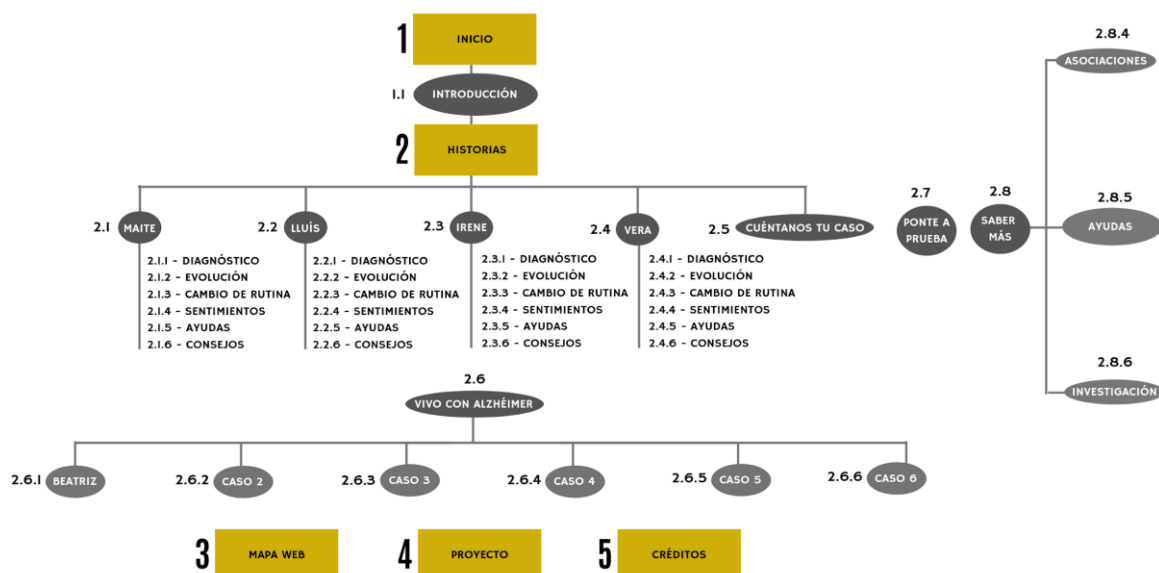 1
INICIO
1.1
INTRODUCCIÓN
2
HISTORIAS
2.1
MAITE
2.1.1 - DIAGNÓSTICO
2.1.2 - EVOLUCIÓN
2.1.3 - CAMBIO DE RUTINA
2.1.4 - SENTIMIENTOS
2.1.5 - AYUDAS
2.1.6 - CONSEJOS
2.2
LLUÍS
2.2.1 - DIAGNÓSTICO
2.2.2 - EVOLUCIÓN
2.2.3 - CAMBIO DE RUTINA
2.2.4 - SENTIMIENTOS
2.2.5 - AYUDAS
2.2.6 - CONSEJOS
2.3
IRENE
2.3.1 - DIAGNÓSTICO
2.3.2 - EVOLUCIÓN
2.3.3 - CAMBIO DE RUTINA
2.3.4 - SENTIMIENTOS
2.3.5 - AYUDAS
2.3.6 - CONSEJOS
2.4
VERA
2.4.1 - DIAGNÓSTICO
2.4.2 - EVOLUCIÓN
2.4.3 - CAMBIO DE RUTINA
2.4.4 - SENTIMIENTOS
2.4.5 - AYUDAS
2.4.6 - CONSEJOS
2.5
CUÉNTANOS TU CASO
2.7
PONTE A
PRUEBA
2.8
SABER
MÁS
2.8.4
ASOCIACIONES
2.8.5
AYUDAS
2.8.6
INVESTIGACIÓN
2.6
VIVO CON ALZHÉIMER
2.6.1 BEATRIZ
2.6.2 CASO 2
2.6.3 CASO 3
2.6.4 CASO 4
2.6.5 CASO 5
2.6.6 CASO 6
3 MAPA WEB
4 PROYECTO
5 CRÉDITOS